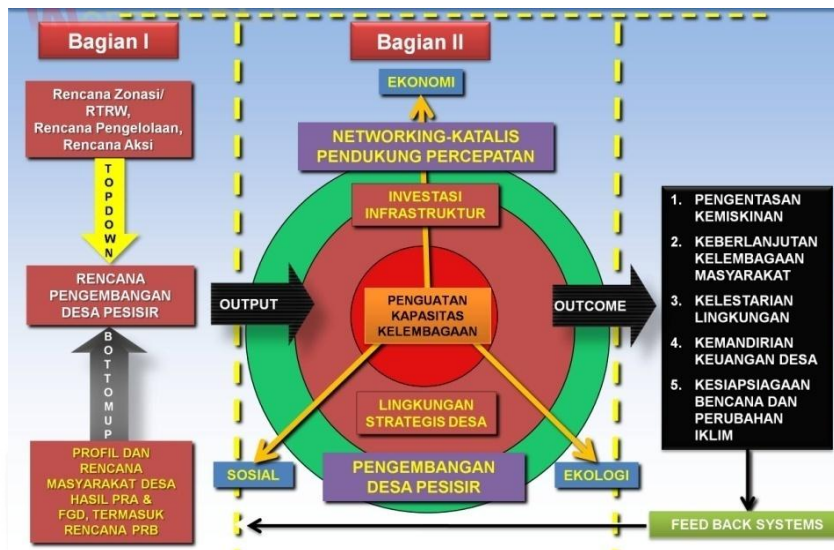 Bagian I
Rencana Zonasi/
RTRW,
Rencana Pengelolaan,
Rencana Aksi
TOPDOWN
RENCANA
PENGEMBANGAN
DESA PESISIR
BOTTOMUP
PROFIL DAN
RENCANA
MASYARAKAT DESA
HASIL PRA &
FGD, TERMASUK
RENCANA PRB
OUTPUT
Bagian II
EKONOMI
NETWORKING-KATALIS
PENDUKUNG PERCEPATAN
INVESTASI
INFRASTRUKTUR
PENGUATAN
KAPASITAS
KELEMBAGAAN
LINGKUNGAN
STRATEGIS DESA
SOSIAL
PENGEMBANGAN
DESA PESISIR
EKOLOGI
OUTCOME
1. PENGENTASAN
KEMISKINAN
2. KEBERLANJUTAN
KELEMBAGAAN
MASYARAKAT
3. KELESTARIAN
LINGKUNGAN
4. KEMANDIRIAN
KEUANGAN DESA
5. KESIAPSIAGAAN
BENCANA DAN
PERUBAHAN
IKLIM
FEED BACK SYSTEMS